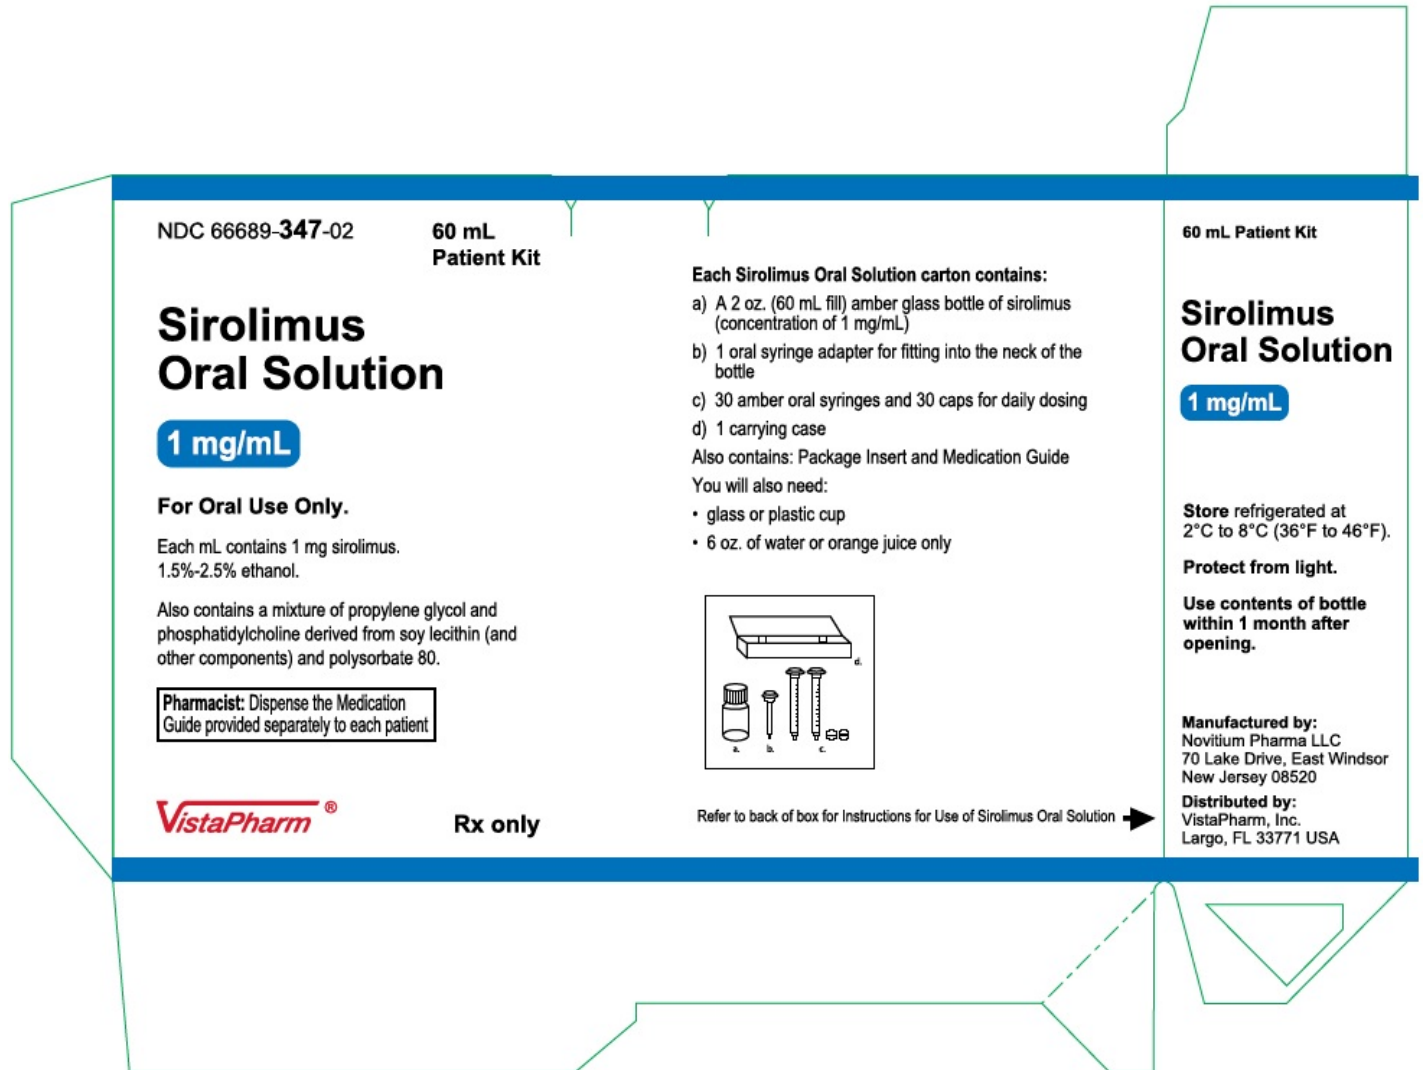 NDC 66689-347-02
60 mL
Patient Kit
Sirolimus
Oral Solution
1 mg/mL
For Oral Use Only.
Each mL contains 1 mg sirolimus.
1.5%-2.5% ethanol.
Also contains a mixture of propylene glycol and
phosphatidylcholine derived from soy lecithin (and
other components) and polysorbate 80.
Pharmacist: Dispense the Medication
Guide provided separately to each patient
VistaPharm ®
Rx only
Each Sirolimus Oral Solution carton contains:
a) A 2 oz. (60 mL fill) amber glass bottle of sirolimus
(concentration of 1 mg/mL)
b) 1 oral syringe adapter for fitting into the neck of the
bottle
c) 30 amber oral syringes and 30 caps for daily dosing
d) 1 carrying case
Also contains: Package Insert and Medication Guide
You will also need:
• glass or plastic cup
• 6 oz. of water or orange juice only
d.
a. b. c.
Refer to back of box for Instructions for Use of Sirolimus Oral Solution
60 mL Patient Kit
Sirolimus
Oral Solution
1 mg/mL
Store refrigerated at
2°C to 8°C (36°F to 46°F).
Protect from light.
Use contents of bottle
within 1 month after
opening.
Manufactured by:
Novitium Pharma LLC
70 Lake Drive, East Windsor
New Jersey 08520
Distributed by:
VistaPharm, Inc.
Largo, FL 33771 USA